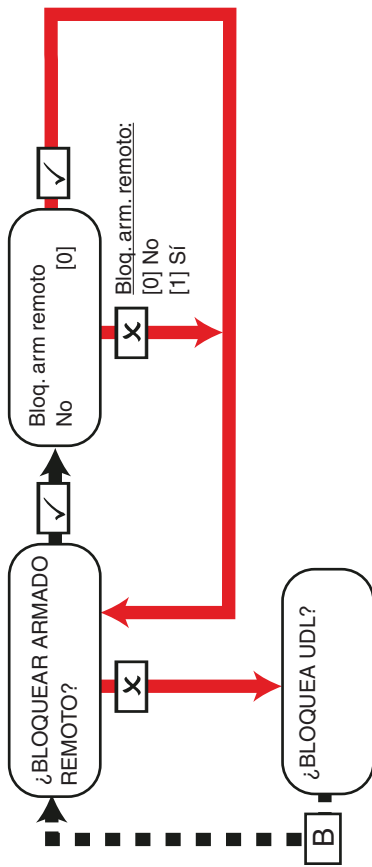 ¿BLOQUEAR ARMADO
REMOTO?
Bloq. arm remoto
No [0]
Bloq. arm. remoto:
[0] No
[1] Sí
¿BLOQUEA UDL?
B